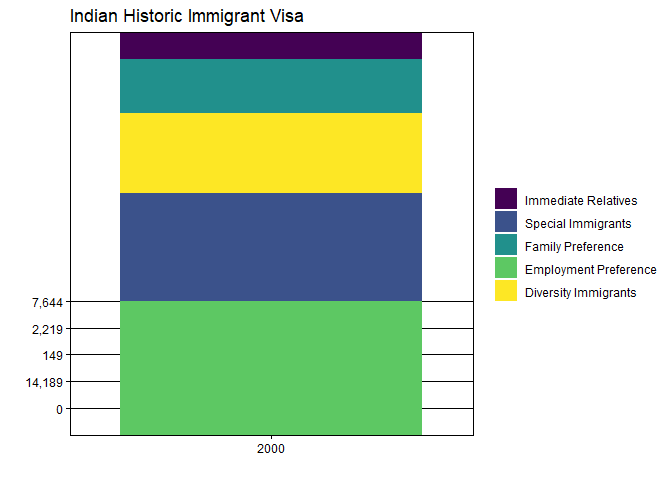 Indian Historic Immigrant Visa
Immediate Relatives
Special Immigrants
Family Preference
Employment Preference
Diversity Immigrants
7,644
2,219
149
14,189
0
2000